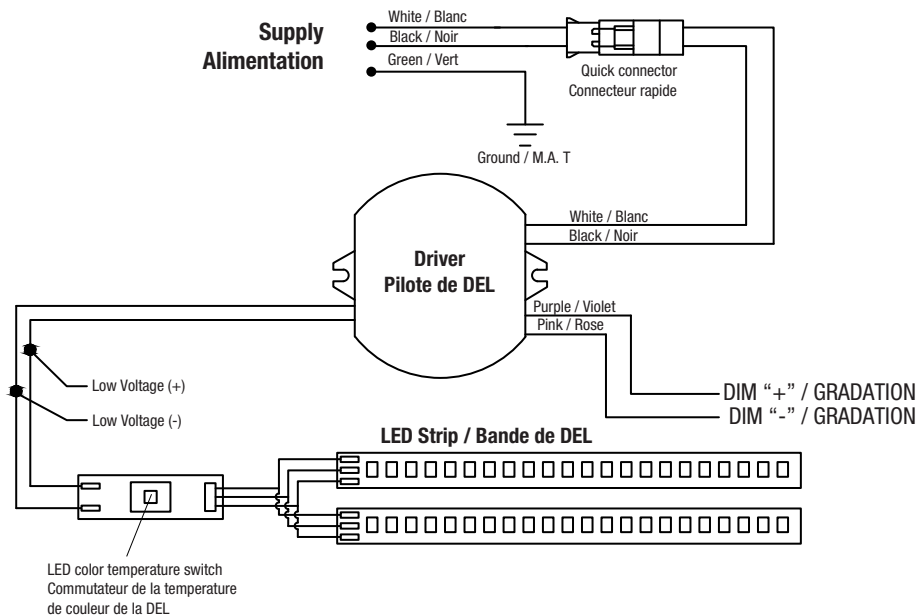 Supply
Alimentation
White / Blanc
Black / Noir
Green / Vert
Quick connector
Connecteur rapide
Ground / M.A. T
White / Blanc
Black / Noir
Driver
Pilote de DEL
Purple / Violet
Pink / Rose
Low Voltage (+)
Low Voltage (-)
DIM “+” / GRADATION
DIM “-” / GRADATION
LED Strip / Bande de DEL
LED color temperature switch
Commutateur de la temperature
de couleur de la DEL